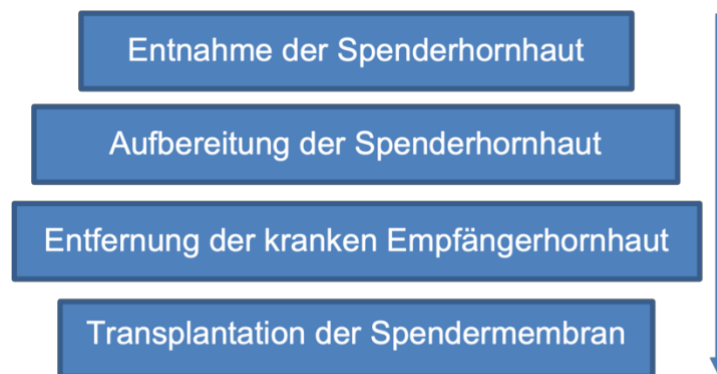 Entnahme der Spenderhornhaut
Aufbereitung der Spenderhornhaut
Entfernung der kranken Empfängerhornhaut
Transplantation der Spendermembran